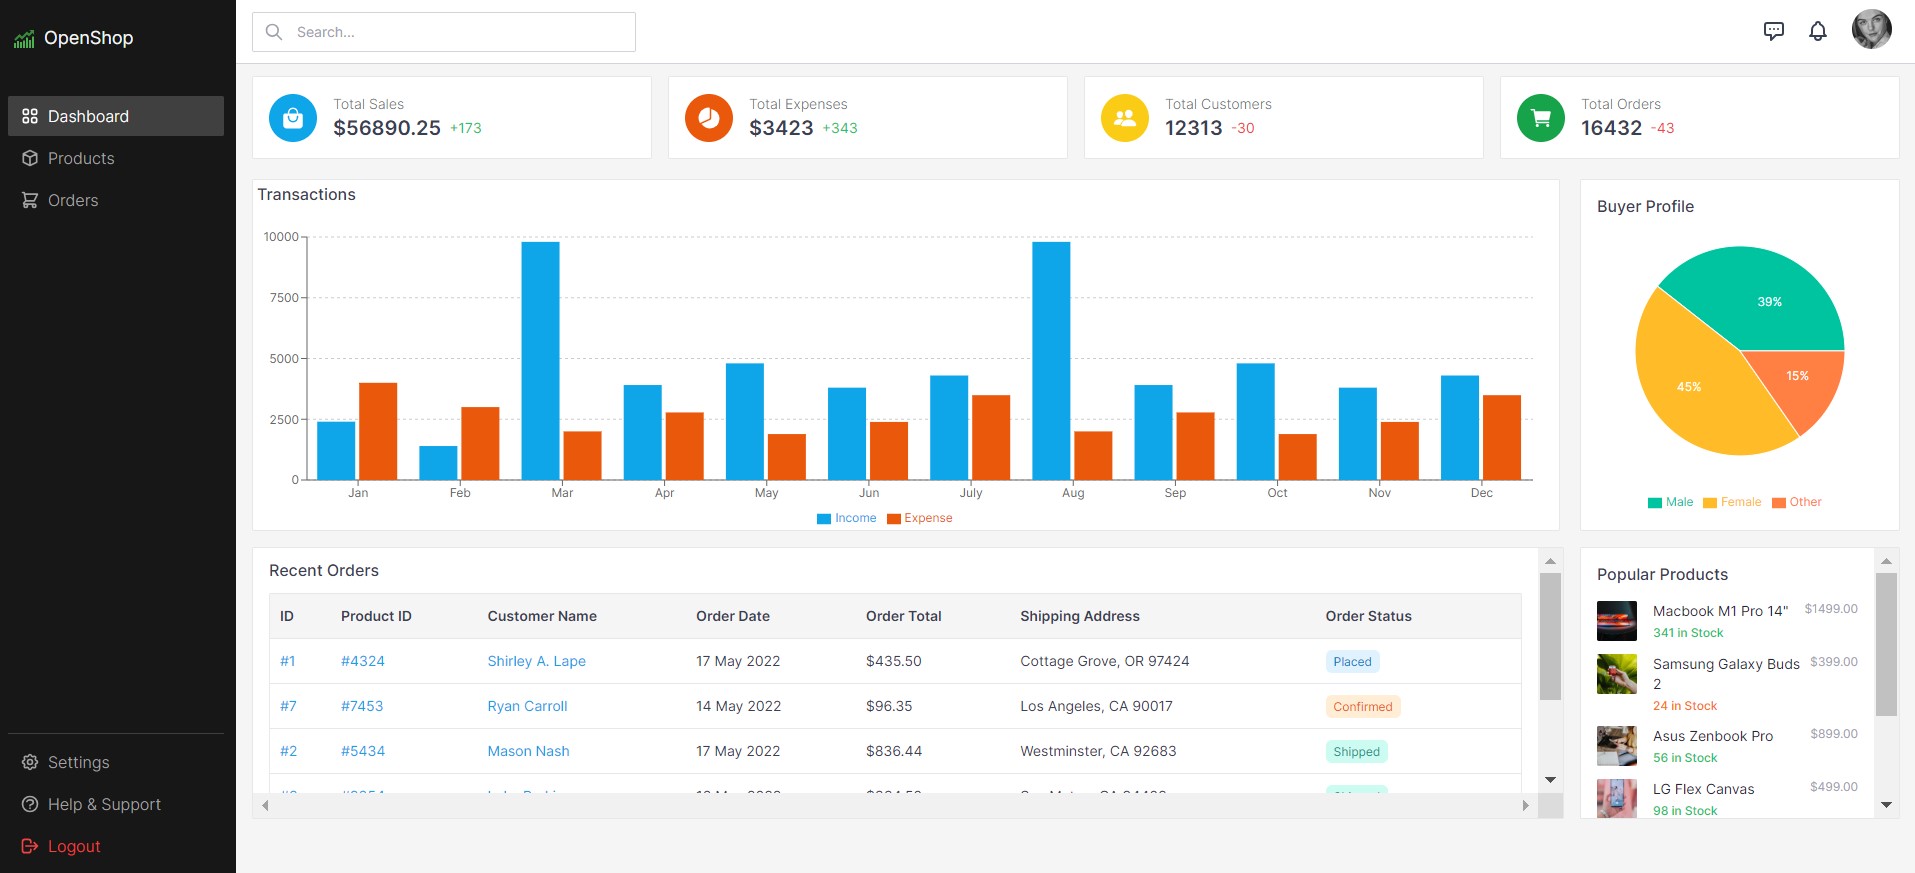 OpenShop
Dashboard
Products
Orders
Settings
Help & Support
Logout
Search...
Total Sales
$56890.25 +173
Total Expenses
$3423 +343
Total Customers
12313 -30
Total Orders
16432 -43
Transactions
10000
7500
5000
2500
0
Jan Feb Mar Apr May Jun July Aug Sep Oct Nov Dec
Income Expense
Buyer Profile
39%
45%
15%
Male Female Other
Recent Orders
ID Product ID Customer Name Order Date Order Total Shipping Address Order Status
#1 #4324 Shirley A. Lape 17 May 2022 $435.50 Cottage Grove, OR 97424 Placed
#7 #7453 Ryan Carroll 14 May 2022 $96.35 Los Angeles, CA 90017 Confirmed
#2 #5434 Mason Nash 17 May 2022 $836.44 Westminster, CA 92683 Shipped
Popular Products
Macbook M1 Pro 14" $1499.00
341 in Stock
Samsung Galaxy Buds $399.00
2
24 in Stock
Asus Zenbook Pro $899.00
56 in Stock
LG Flex Canvas $499.00
98 in Stock